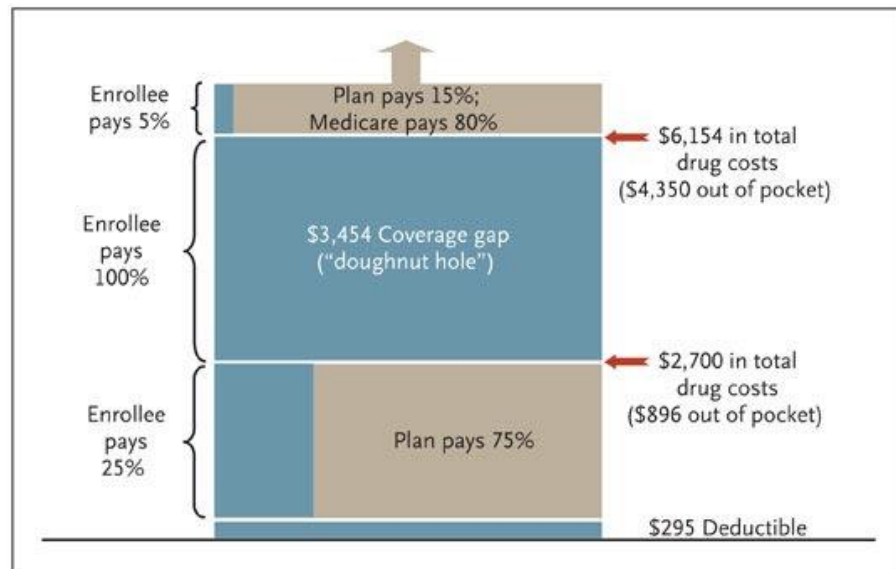 Enrollee
pays 5%
Plan pays 15%;
Medicare pays 80%
$6,154 in total
drug costs
($4,350 out of pocket)
Enrollee
pays
100%
$3,454 Coverage gap
(“doughnut hole”)
$2,700 in total
drug costs
($896 out of pocket)
Enrollee
pays
25%
Plan pays 75%
$295 Deductible